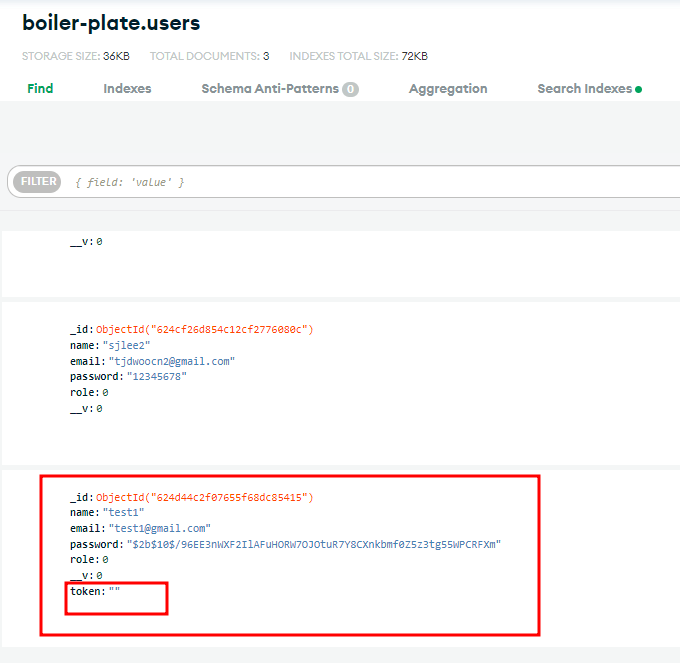 boiler-plate.users
STORAGE SIZE: 36KB TOTAL DOCUMENTS: 3 INDEXES TOTAL SIZE: 72KB
Find Indexes Schema Anti-Patterns 0 Aggregation Search Indexes
FILTER { field: 'value' }
__v: 0
_id: ObjectId("624cf26d854c12cf2776080c")
name: "sjlee2"
email: "tjdwoocn2@gmail.com"
password: "12345678"
role: 0
__v: 0
_id: ObjectId("624d44c2f07655f68dc85415")
name: "test1"
email: "test1@gmail.com"
password: "$2b$10$/96EE3nWXF2IlAFuHORW7OJOtuR7Y8CXnkbmf0Z5z3tg55WPCRFXm"
role: 0
__v: 0
token: ""